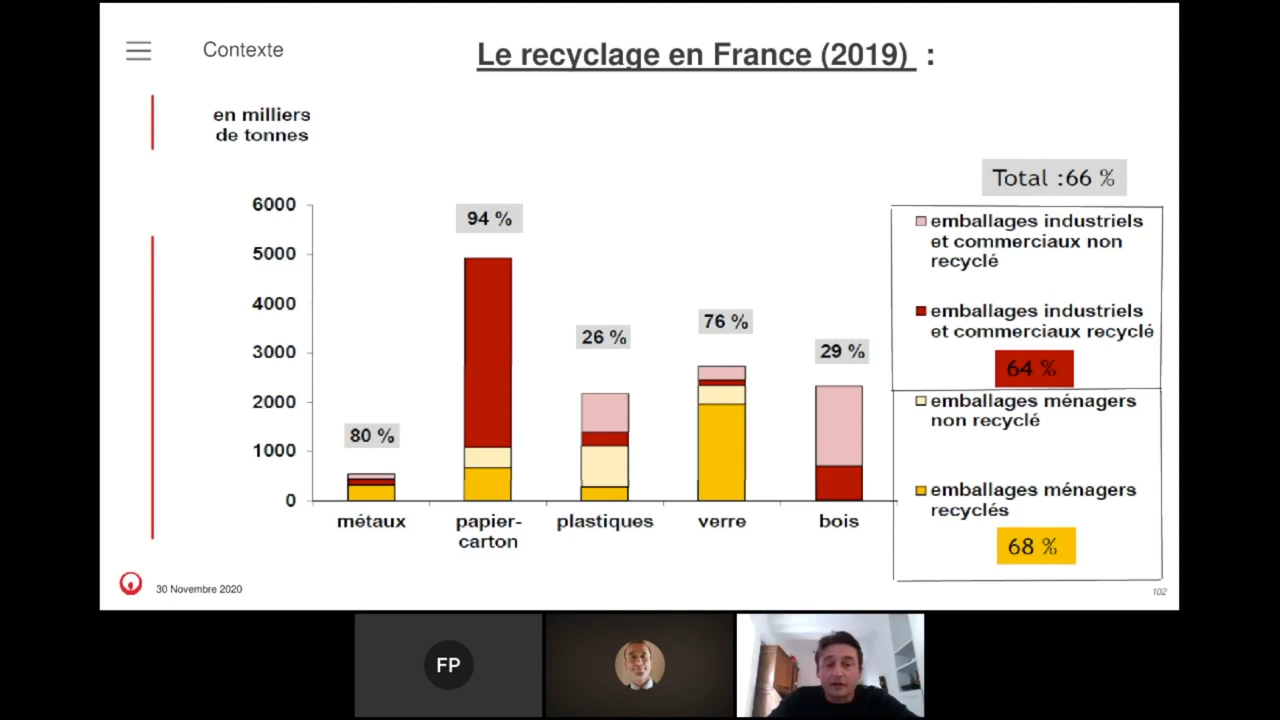 Contexte
Le recyclage en France (2019) :
en milliers
de tonnes
Total :66 %
6000
5000
4000
3000
2000
1000
0
80 %
94 %
26 %
76 %
29 %
métaux
papier-
carton
plastiques
verre
bois
emballages industriels
et commerciaux non
recyclé
emballages industriels
et commerciaux recyclé
64 %
emballages ménagers
non recyclé
emballages ménagers
recyclés
68 %
30 Novembre 2020
102
FP